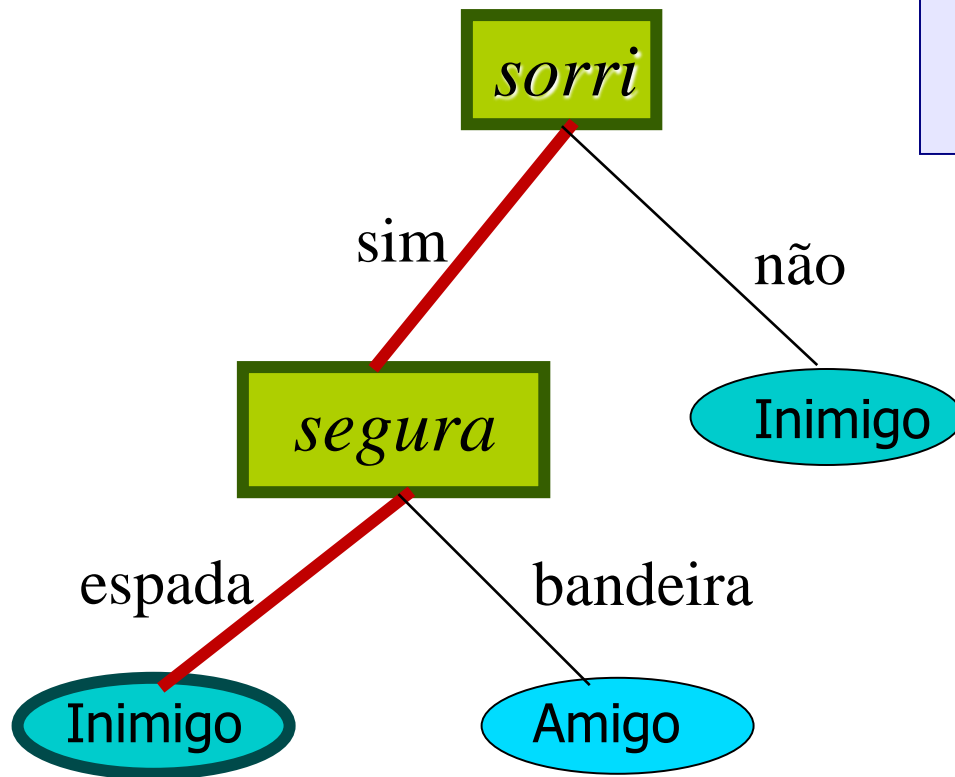 sorri
sim
não
segura
Inimigo
espada
bandeira
Inimigo
Amigo